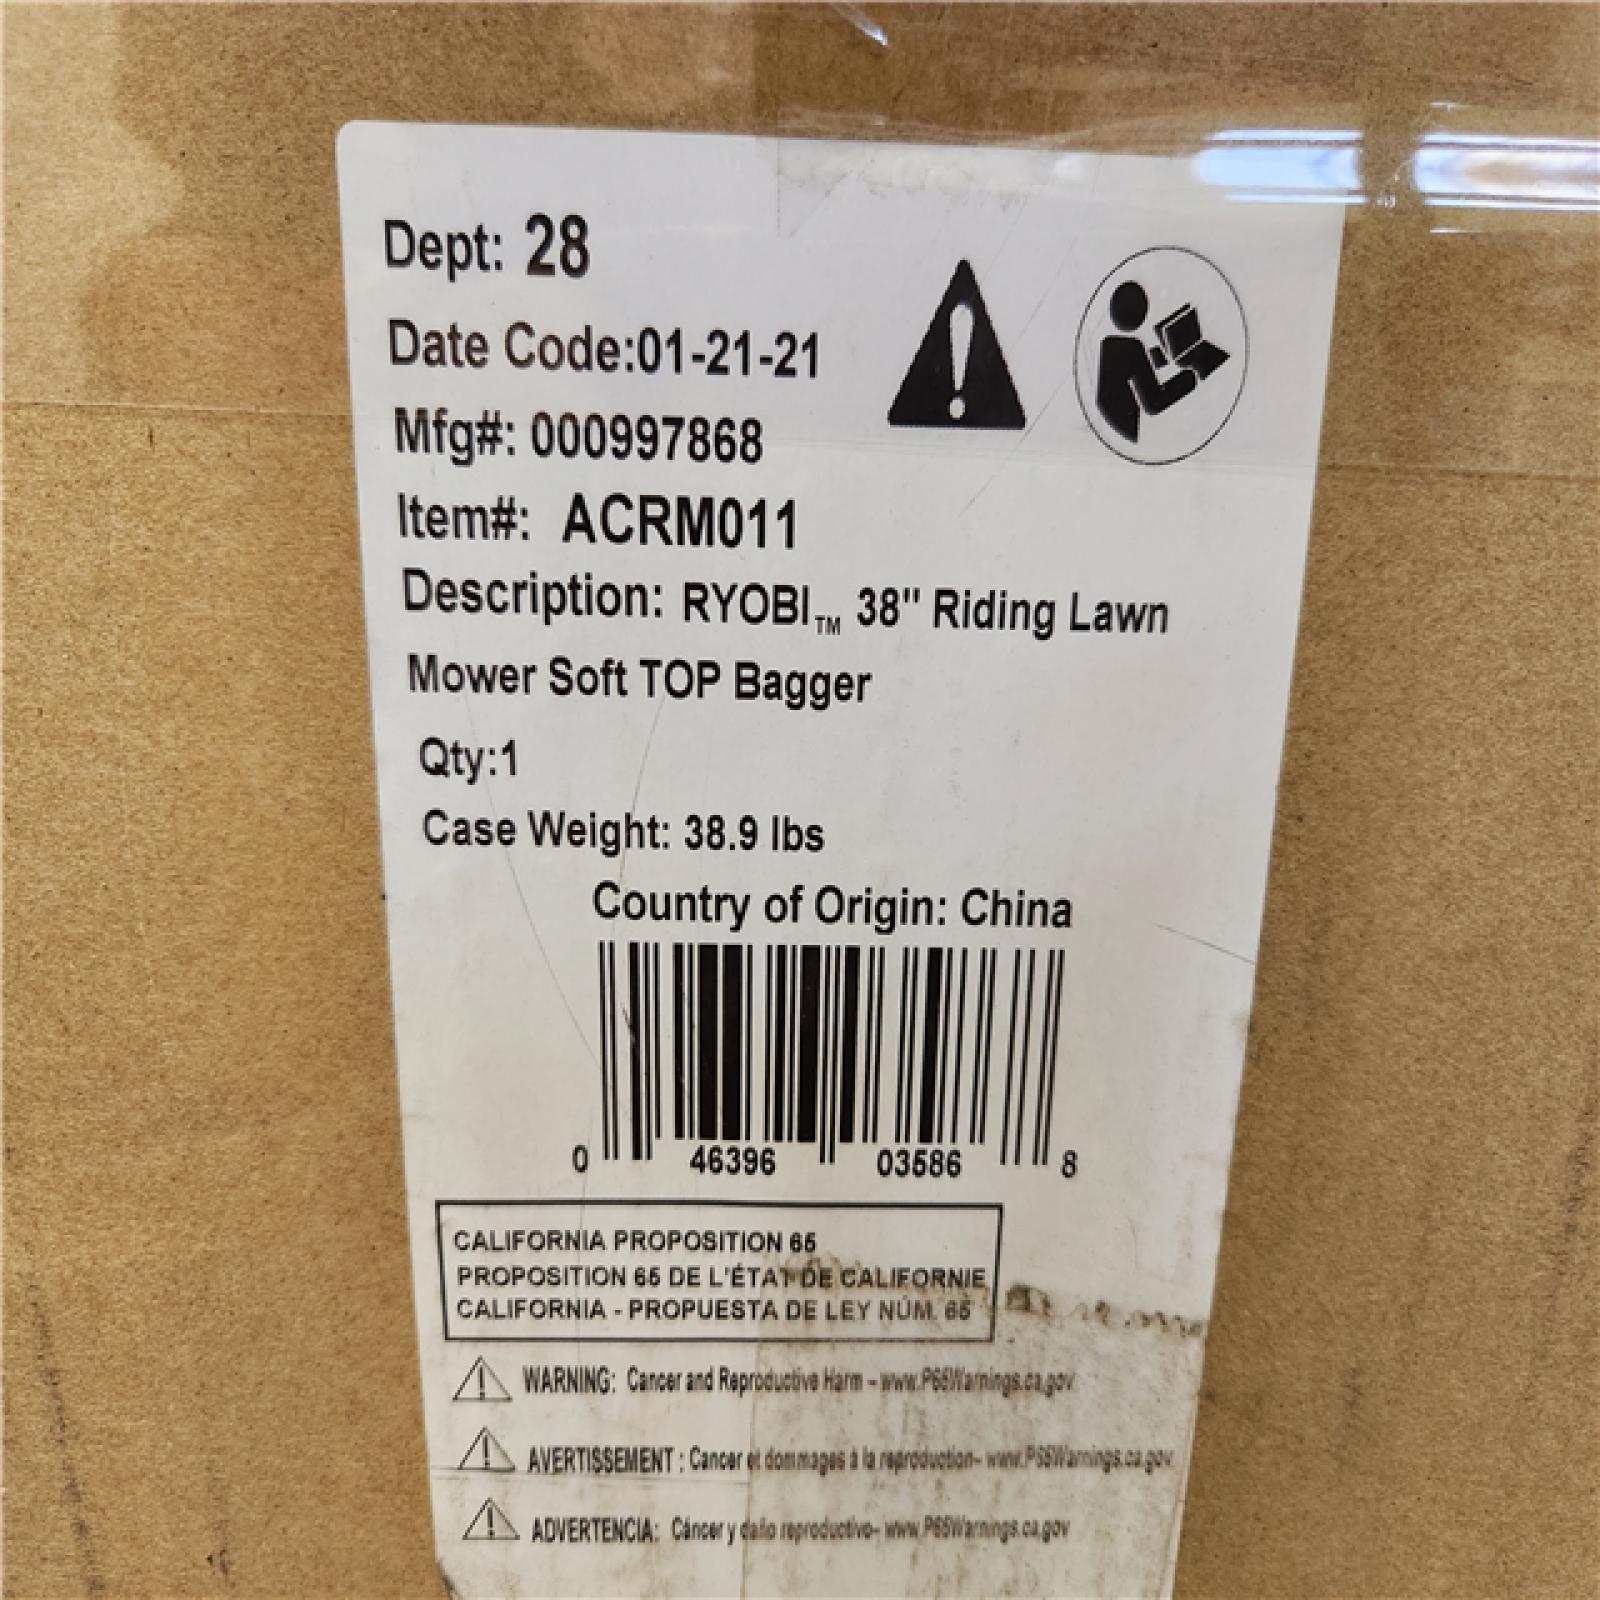 Dept: 28
Date Code:01-21-21
Mfg#: 000997868
Item#: ACRM011
Description: RYOBI™ 38" Riding Lawn
Mower Soft TOP Bagger
Qty:1
Case Weight: 38.9 lbs
Country of Origin: China
0 46396 03586 8
CALIFORNIA PROPOSITION 65
PROPOSITION 65 DE L'ÉTAT DE CALIFORNIE
CALIFORNIA - PROPUESTA DE LEY NÚM. 65
WARNING: Cancer and Reproductive Harm - www.P65Warnings.ca.gov
AVERTISSEMENT : Cancer et dommages à la reproduction- www.P65Warnings.ca.gov
ADVERTENCIA: Cáncer y daño reproductivo- www.P65Warnings.ca.gov